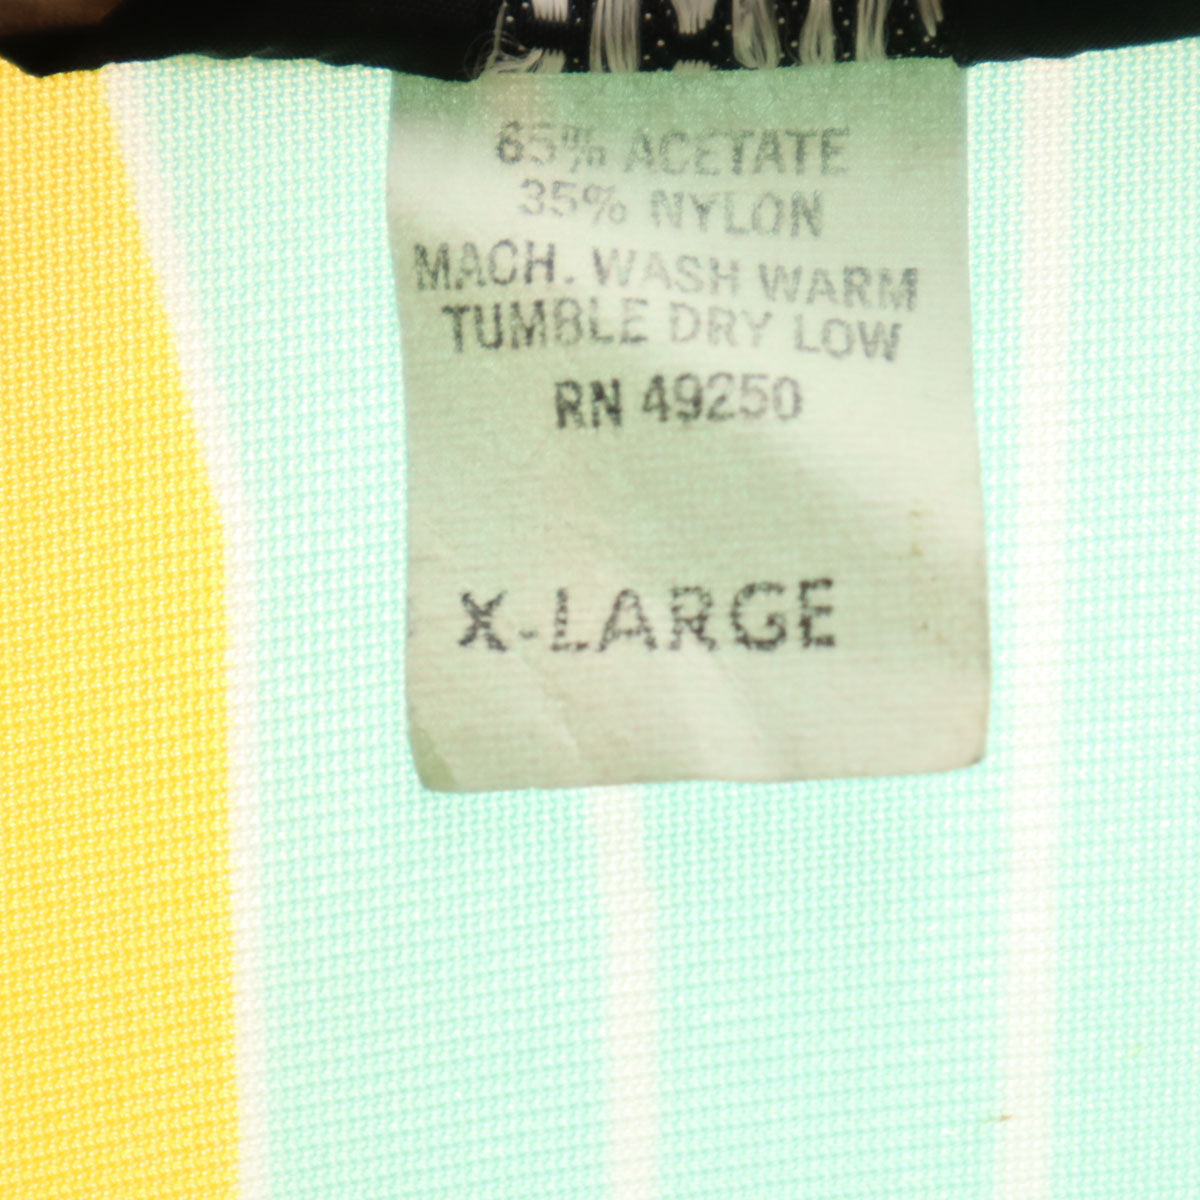 65% ACETATE
35% NYLON
MACH. WASH WARM
TUMBLE DRY LOW
RN 49250
X-LARGE